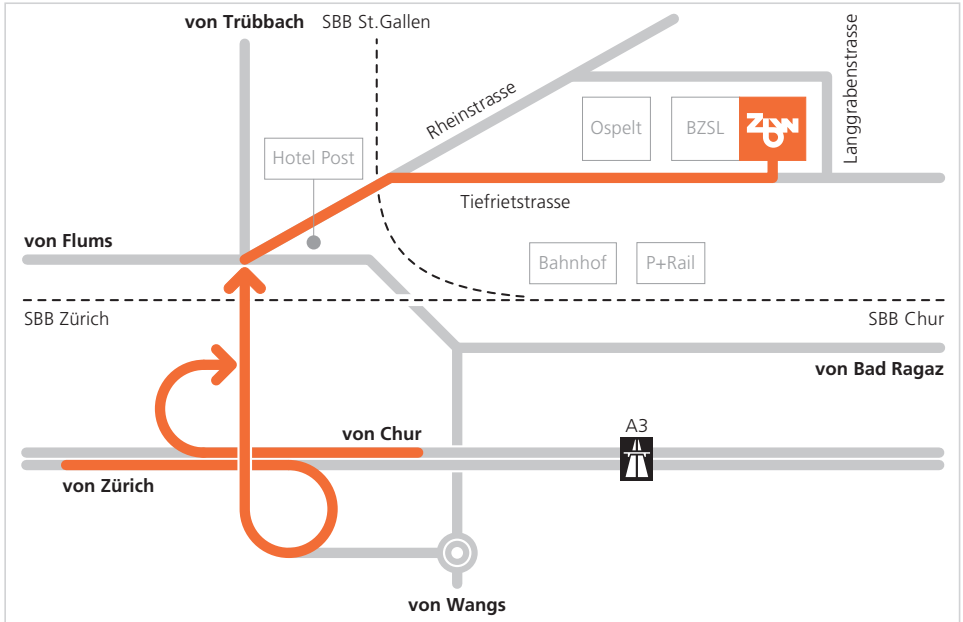 von Trübbach
SBB St.Gallen
Rheinstrasse
Langgrabenstrasse
Ospelt
BZSL
Hotel Post
Tiefrietstrasse
von Flums
Bahnhof
P+Rail
SBB Zürich
SBB Chur
von Bad Ragaz
von Chur
A3
von Zürich
von Wangs